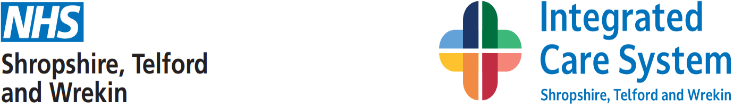 NHS
Shropshire, Telford
and Wrekin
Integrated
Care System
Shropshire, Telford and Wrekin